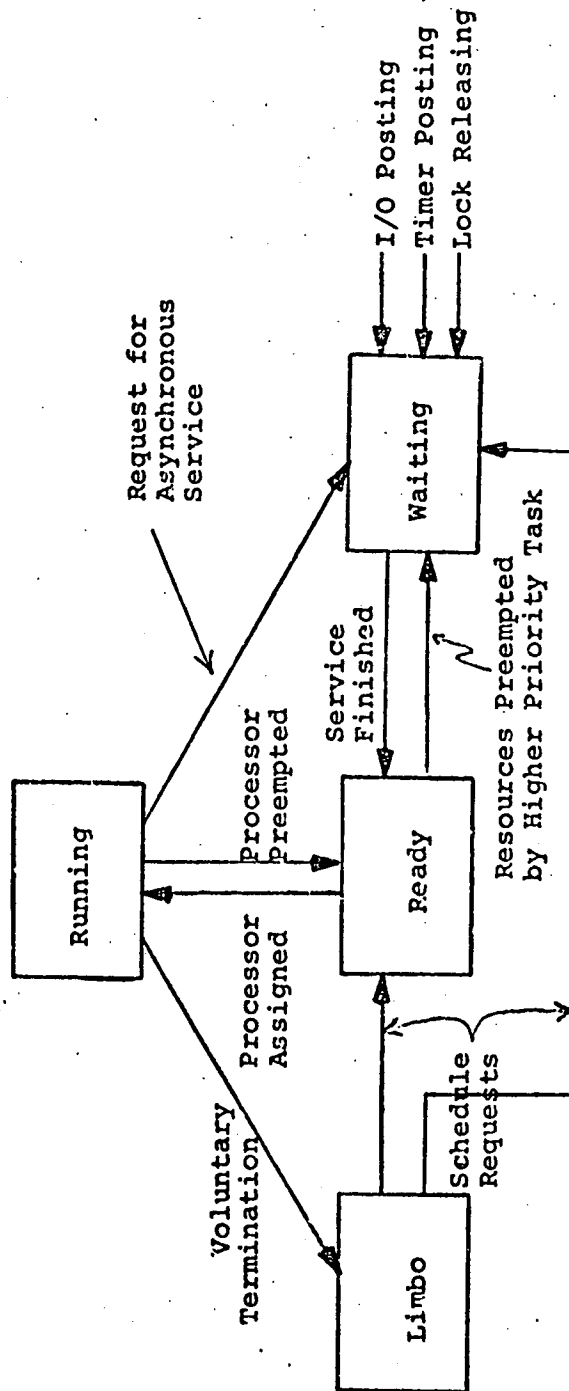 Running
Request for
Asynchronous
Service
Voluntary
Termination
Processor
Assigned
Processor
Preempted
Service
Finished
I/O Posting
Timer Posting
Lock Releasing
Limbo
Ready
Waiting
Schedule
Requests
Resources Preempted
by Higher Priority Task